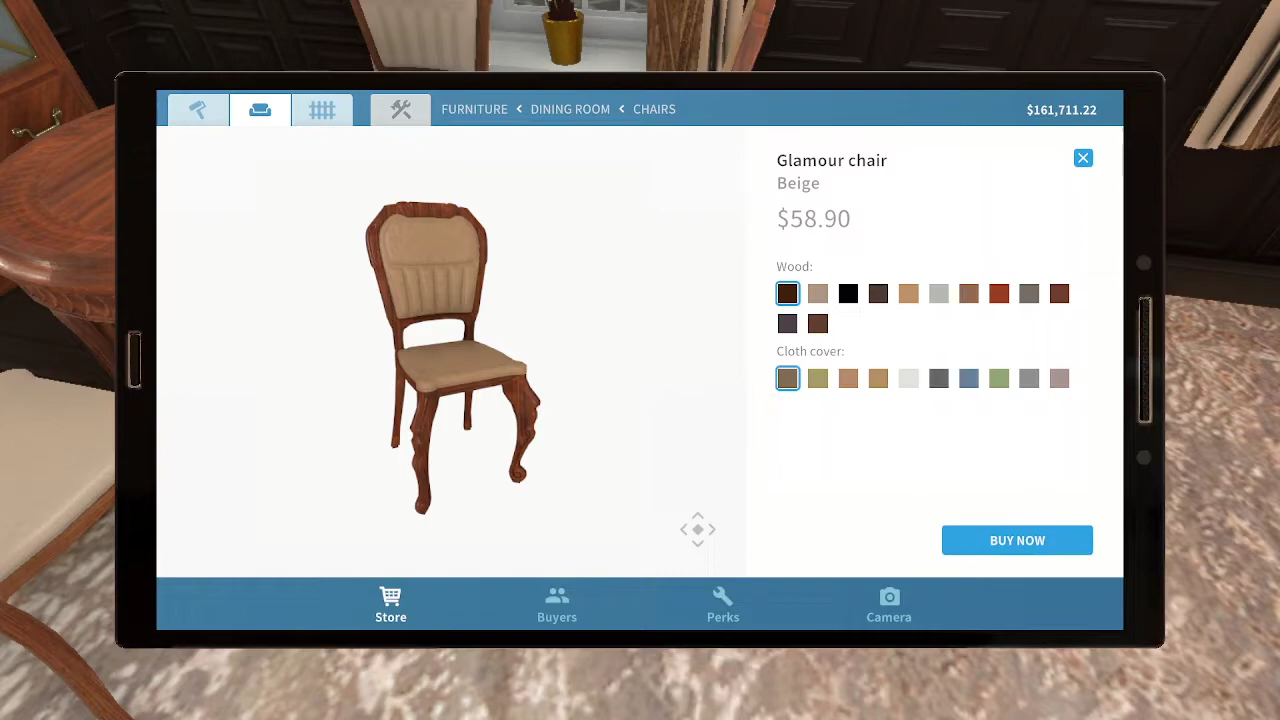 FURNITURE < DINING ROOM < CHAIRS
$161,711.22
Glamour chair
Beige
$58.90
Wood:
Cloth cover:
BUY NOW
Store
Buyers
Perks
Camera